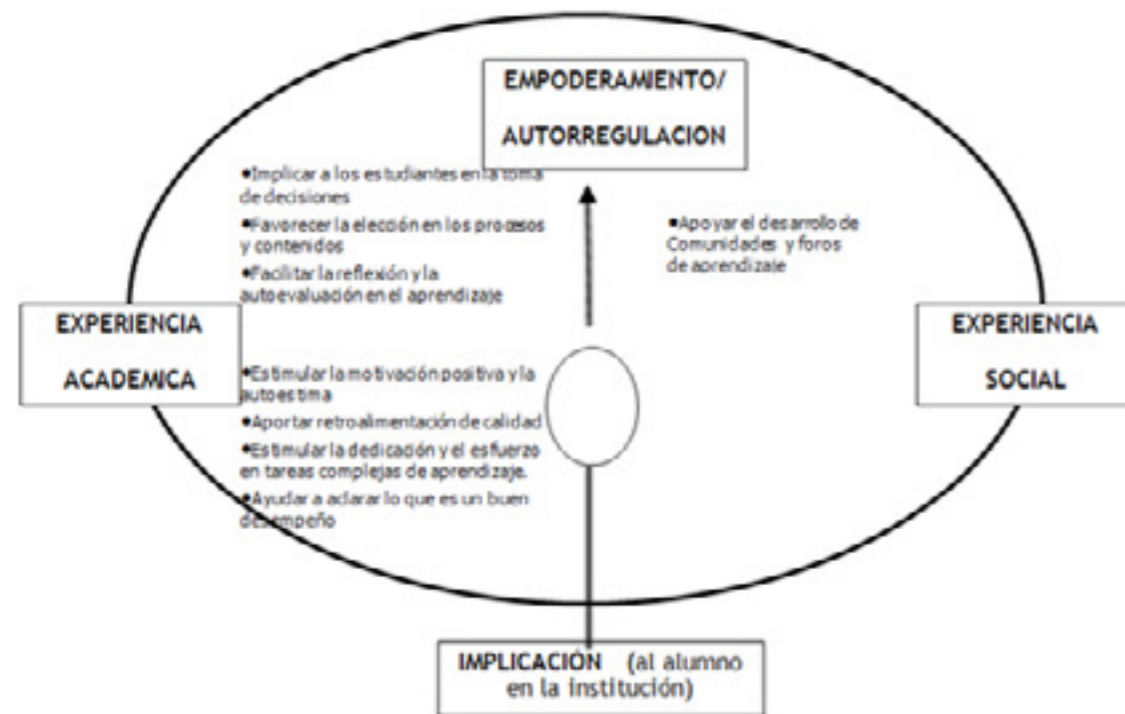 EMPODERAMIENTO/
AUTORREGULACION
•Implicar a los estudiantes en la toma
de decisiones
•Favorecer la elección en los procesos
y contenidos
•Facilitar la reflexión y la
autoevaluación en el aprendizaje
•Apoyar el desarrollo de
Comunidades y foros
de aprendizaje
EXPERIENCIA
ACADEMICA
EXPERIENCIA
SOCIAL
•Estimular la motivación positiva y la
autoestima
•Aportar retroalimentación de calidad
•Estimular la dedicación y el esfuerzo
en tareas complejas de aprendizaje.
•Ayudar a aclarar lo que es un buen
desempeño
IMPLICACIÓN (al alumno
en la institución)